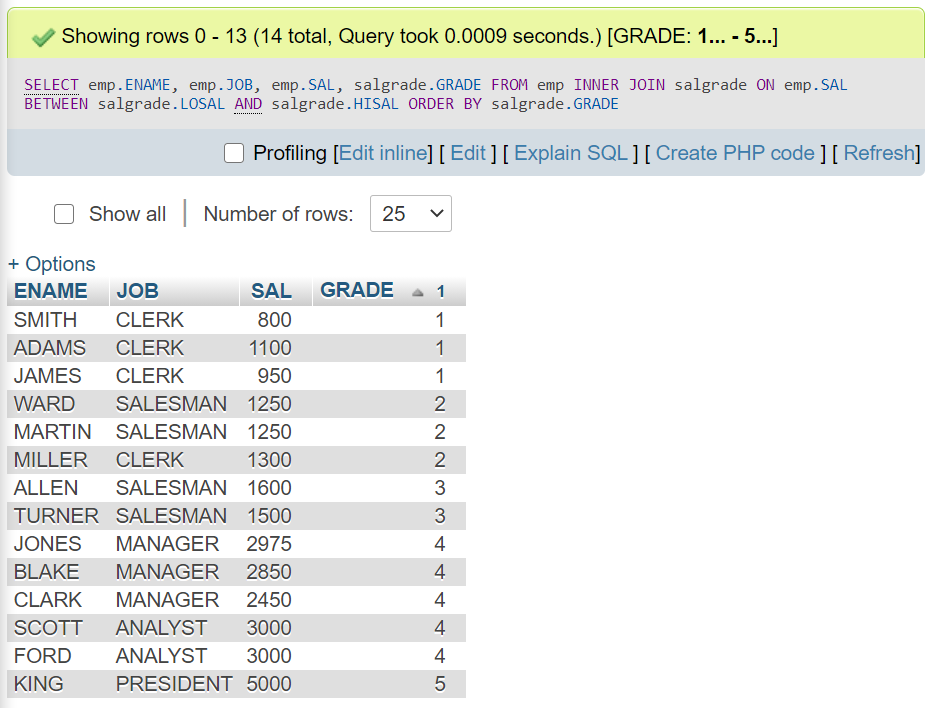 Showing rows 0 - 13 (14 total, Query took 0.0009 seconds.) [GRADE: 1... - 5...]
SELECT emp.ENAME, emp.JOB, emp.SAL, salgrade.GRADE FROM emp INNER JOIN salgrade ON emp.SAL
BETWEEN salgrade.LOSAL AND salgrade.HISAL ORDER BY salgrade.GRADE
Profiling [Edit inline] [ Edit ] [ Explain SQL ] [ Create PHP code ] [ Refresh]
Show all | Number of rows: 25
+ Options
ENAME JOB SAL GRADE 1
SMITH CLERK 800 1
ADAMS CLERK 1100 1
JAMES CLERK 950 1
WARD SALESMAN 1250 2
MARTIN SALESMAN 1250 2
MILLER CLERK 1300 2
ALLEN SALESMAN 1600 3
TURNER SALESMAN 1500 3
JONES MANAGER 2975 4
BLAKE MANAGER 2850 4
CLARK MANAGER 2450 4
SCOTT ANALYST 3000 4
FORD ANALYST 3000 4
KING PRESIDENT 5000 5